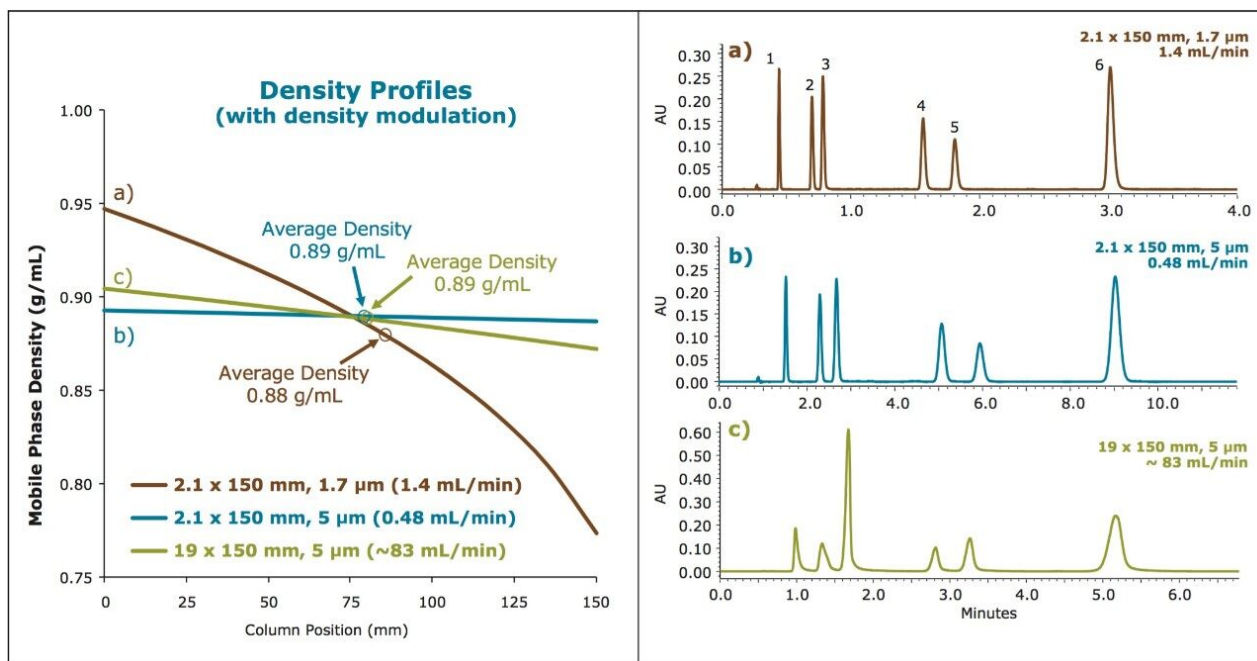 Density Profiles
(with density modulation)
1.00
0.95
0.90
0.85
0.80
0.75
Mobile Phase Density (g/mL)
a)
c)
b)
Average Density
0.89 g/mL
Average Density
0.89 g/mL
Average Density
0.88 g/mL
2.1 x 150 mm, 1.7 µm (1.4 mL/min)
2.1 x 150 mm, 5 µm (0.48 mL/min)
19 x 150 mm, 5 µm (~83 mL/min)
0 25 50 75 100 125 150
Column Position (mm)
a)
2.1 x 150 mm, 1.7 µm
1.4 mL/min
AU
0.30
0.25
0.20
0.15
0.10
0.05
0.00
1 2 3 4 5 6
0.0 1.0 2.0 3.0 4.0
b)
2.1 x 150 mm, 5 µm
0.48 mL/min
AU
0.30
0.25
0.20
0.15
0.10
0.05
0.00
0.0 2.0 4.0 6.0 8.0 10.0
c)
19 x 150 mm, 5 µm
~ 83 mL/min
AU
0.60
0.50
0.40
0.30
0.20
0.10
0.00
0.0 1.0 2.0 3.0 4.0 5.0 6.0
Minutes